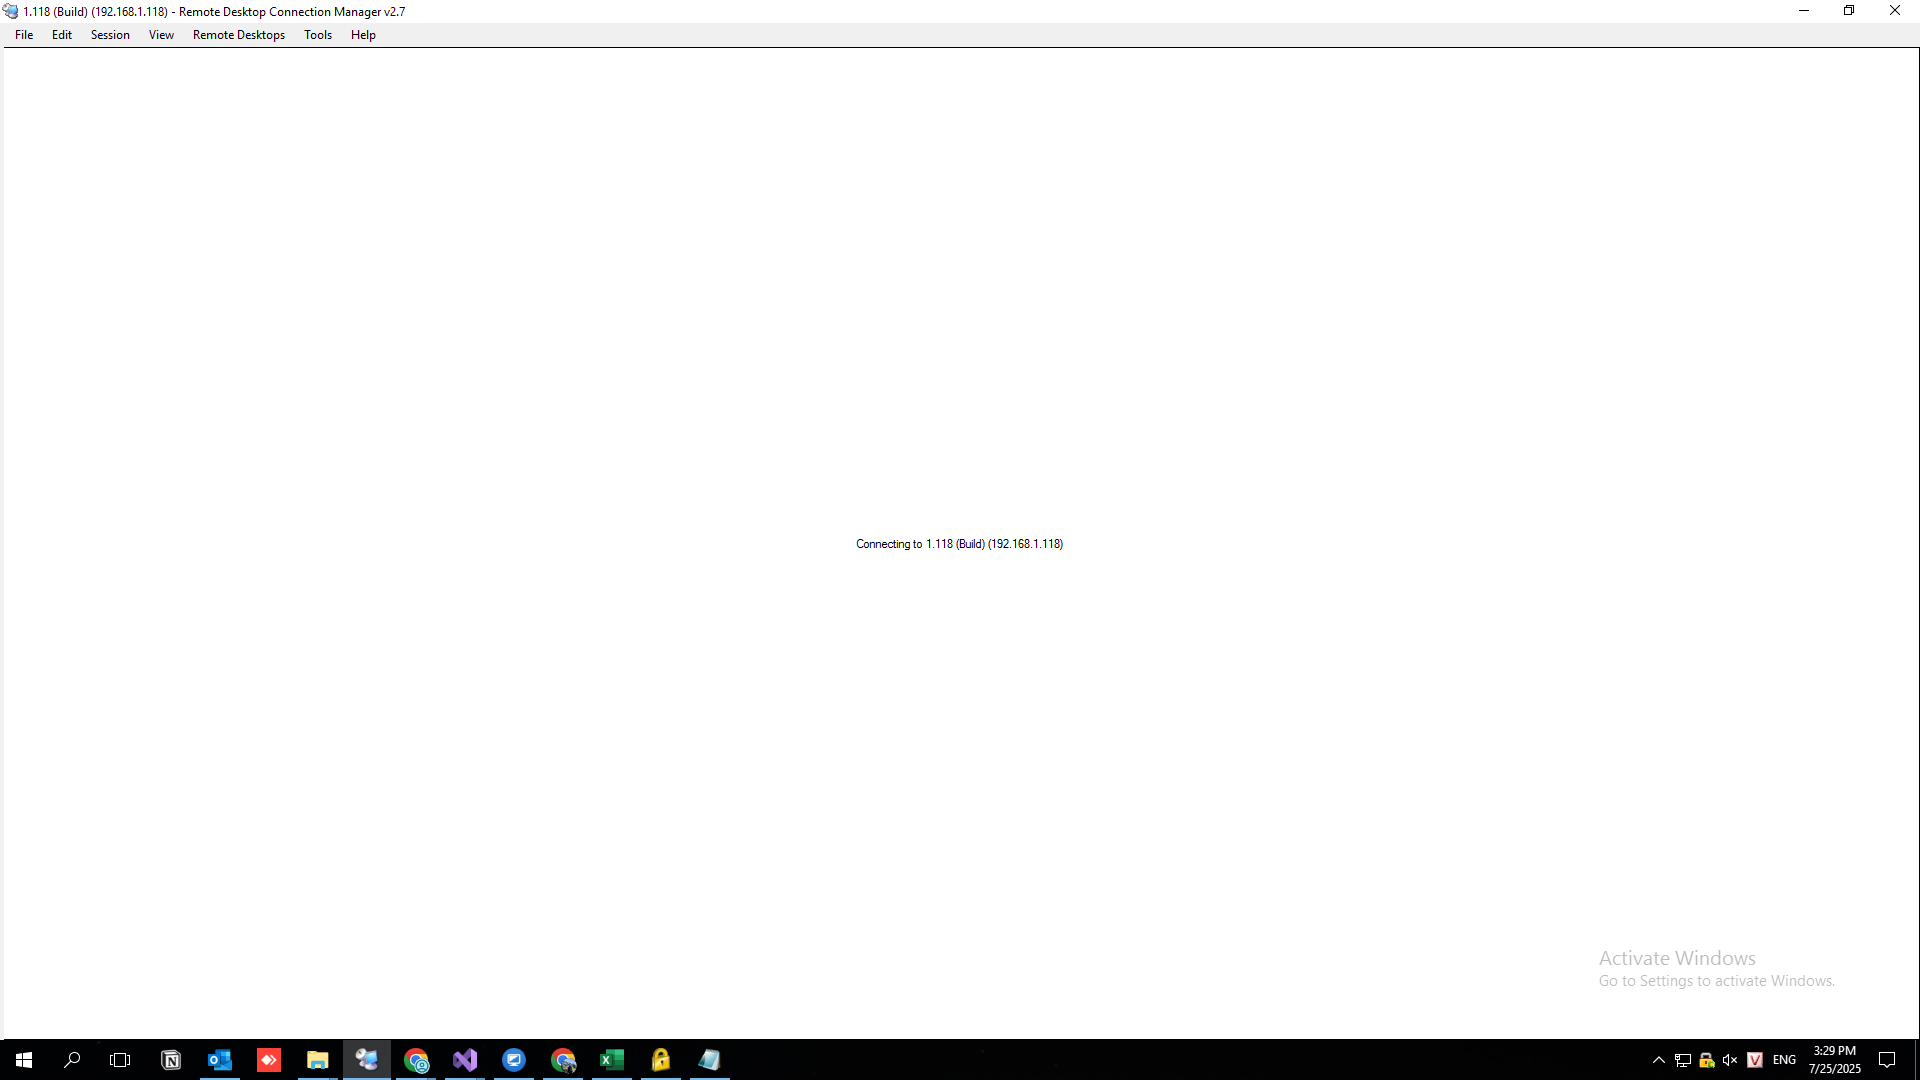 1.118 (Build) (192.168.1.118) - Remote Desktop Connection Manager v2.7
File Edit Session View Remote Desktops Tools Help
Connecting to 1.118 (Build) (192.168.1.118)
Activate Windows
Go to Settings to activate Windows.
ENG
3:29 PM
7/25/2025